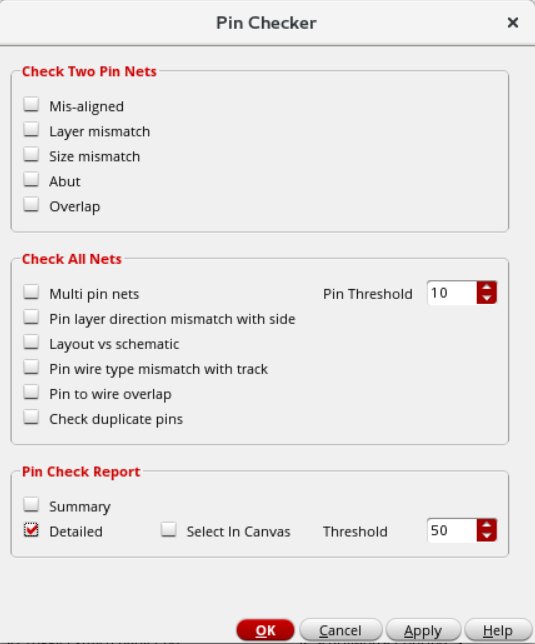 Pin Checker
Check Two Pin Nets
Mis-aligned
Layer mismatch
Size mismatch
Abut
Overlap
Check All Nets
Multi pin nets Pin Threshold 10
Pin layer direction mismatch with side
Layout vs schematic
Pin wire type mismatch with track
Pin to wire overlap
Check duplicate pins
Pin Check Report
Summary
Detailed Select In Canvas Threshold 50
OK Cancel Apply Help